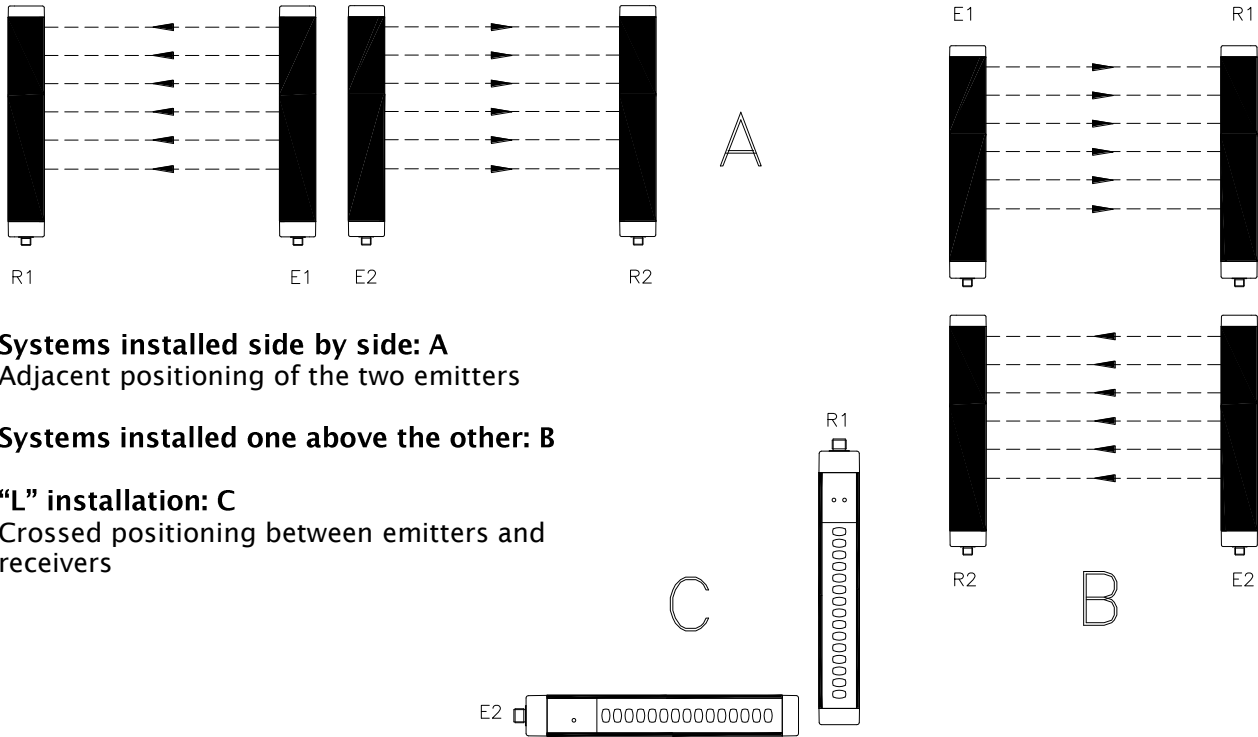 E1 R1
A
R1 E1 E2 R2
Systems installed side by side: A
Adjacent positioning of the two emitters
Systems installed one above the other: B
“L” installation: C
Crossed positioning between emitters and
receivers
R1
R2 E2
B
C
E2